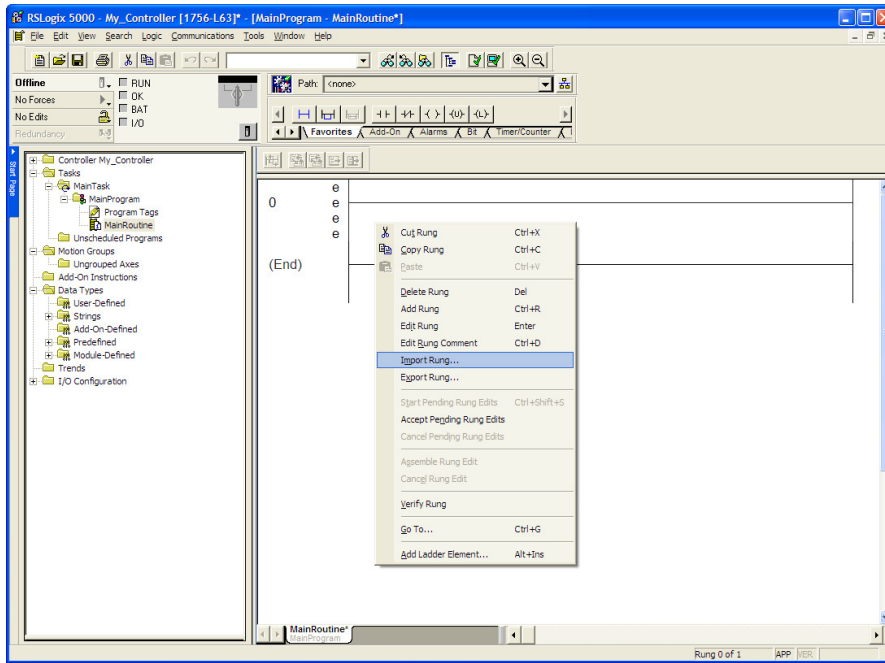 RSLogix 5000 - My_Controller [1756-L63]* - [MainProgram - MainRoutine*]
File Edit View Search Logic Communications Tools Window Help
Offline
RUN
No Forces
OK
BAT
No Edits
I/O
Redundancy
Path: <none>
Favorites Add-On Alarms Bit Timer/Counter
Start Page
Controller My_Controller
Tasks
MainTask
MainProgram
Program Tags
MainRoutine
Unscheduled Programs
Motion Groups
Ungrouped Axes
Add-On Instructions
Data Types
User-Defined
Strings
Add-On-Defined
Predefined
Module-Defined
Trends
I/O Configuration
e
0 e
e
e
(End)
Cut Rung Ctrl+X
Copy Rung Ctrl+C
Paste Ctrl+V
Delete Rung Del
Add Rung Ctrl+R
Edit Rung Enter
Edit Rung Comment Ctrl+D
Import Rung...
Export Rung...
Start Pending Rung Edits Ctrl+Shift+S
Accept Pending Rung Edits
Cancel Pending Rung Edits
Assemble Rung Edit
Cancel Rung Edit
Verify Rung
Go To... Ctrl+G
Add Ladder Element... Alt+Ins
MainRoutine*
MainProgram
Rung 0 of 1 APP VER